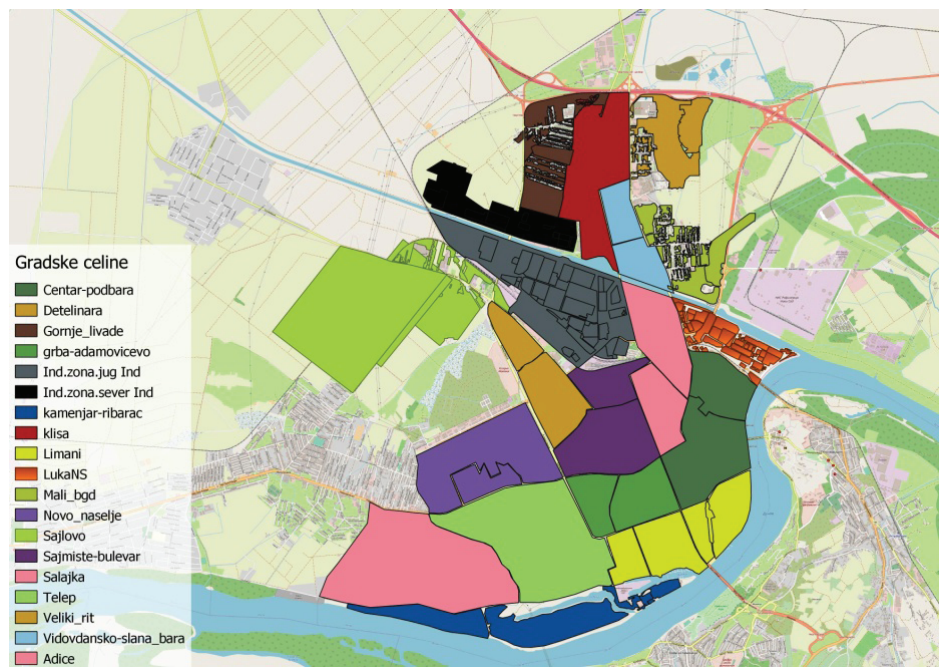 Gradske celine
Centar-podbara
Detelinara
Gornje_livade
grba-adamovicevo
Ind.zona.jug Ind
Ind.zona.sever Ind
kamenjar-ribarac
klisa
Limani
LukaNS
Mali_bgd
Novo_naselje
Sajlovo
Sajmiste-bulevar
Salajka
Telep
Veliki_rit
Vidovdansko-slana_bara
Adice